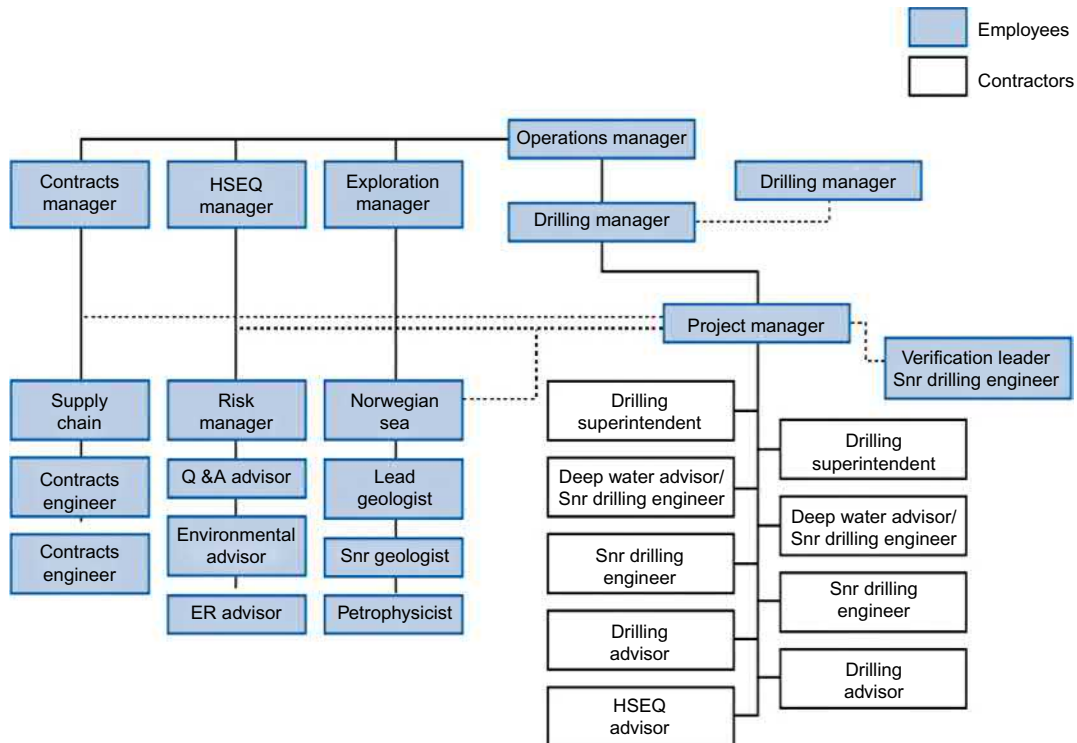 Employees
Contractors
Operations manager
Contracts
manager
HSEQ
manager
Exploration
manager
Drilling manager
Drilling manager
Project manager
Verification leader
Snr drilling engineer
Supply
chain
Risk
manager
Norwegian
sea
Drilling
superintendent
Drilling
superintendent
Contracts
engineer
Q &A advisor
Lead
geologist
Deep water advisor/
Snr drilling engineer
Deep water advisor/
Snr drilling engineer
Contracts
engineer
Environmental
advisor
Snr geologist
Snr drilling
engineer
Snr drilling
engineer
ER advisor
Petrophysicist
Drilling
advisor
Drilling
advisor
HSEQ
advisor